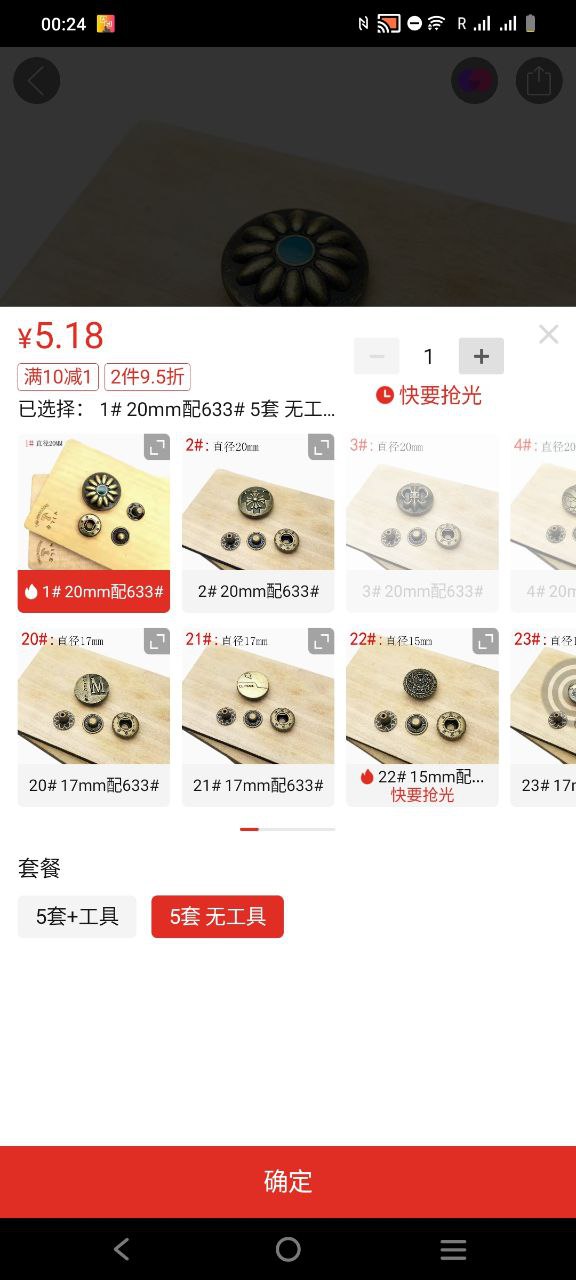 00:24
R
¥5.18
满10减1 2件9.5折
1
快要抢光
已选择： 1# 20mm配633# 5套 无工...
1# 直径20MM
2#: 直径20mm
3#: 直径20mm
4#: 直径20
1# 20mm配633#
2# 20mm配633#
3# 20mm配633#
4# 20m
20#: 直径17mm
21#: 直径17mm
22#: 直径15mm
23#: 直径
20# 17mm配633#
21# 17mm配633#
22# 15mm配...
快要抢光
23# 17m
套餐
5套+工具
5套 无工具
确定